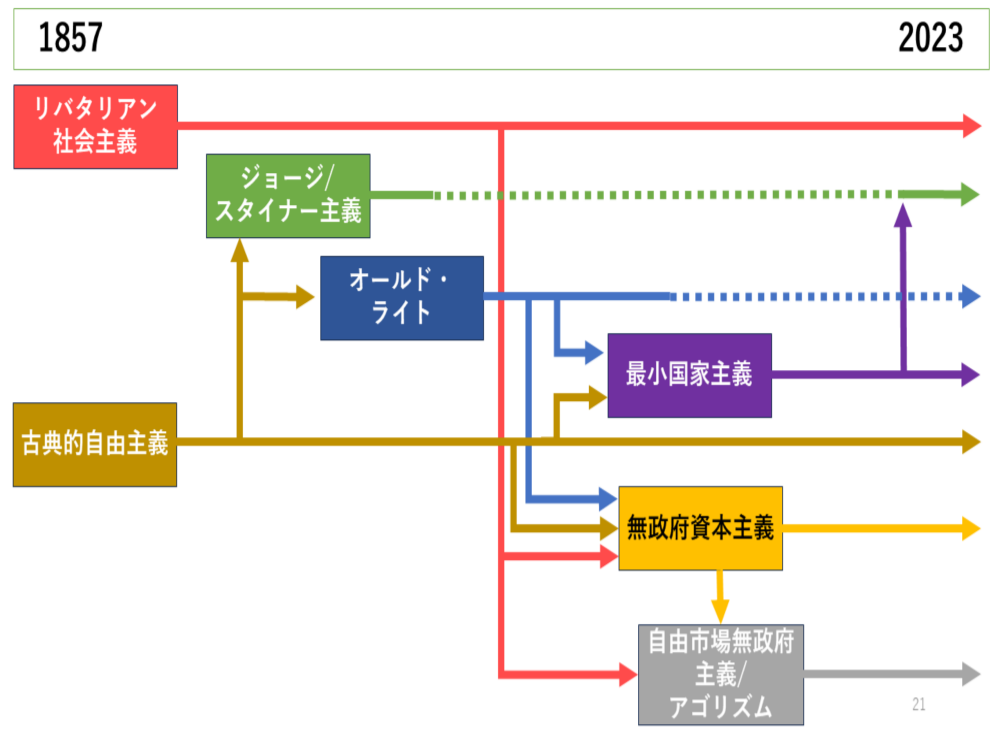 1857
2023
リバタリアン
社会主義
ジョージ/
スタイナー主義
オールド・
ライト
最小国家主義
古典的自由主義
無政府資本主義
自由市場無政府
主義/
アゴリズム
21